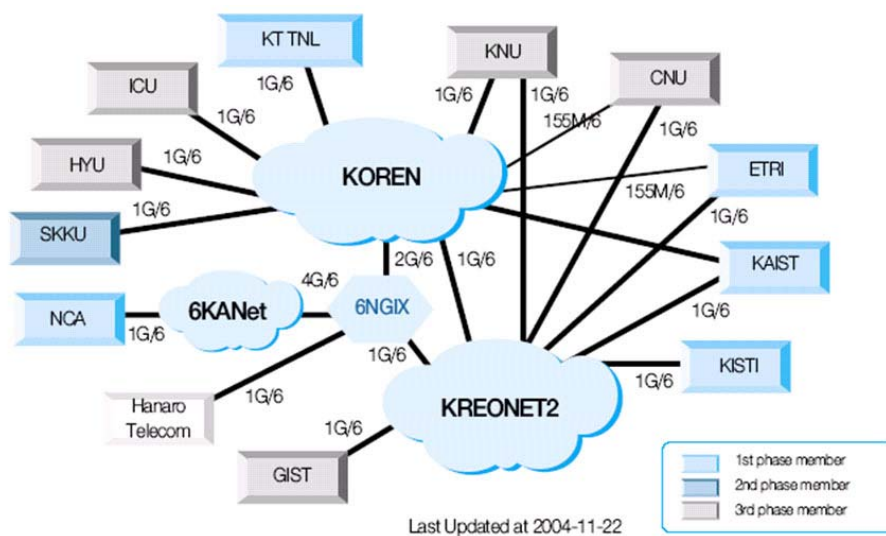 KT TNL
KNU
CNU
1G/6
1G/6
1G/6
ICU
1G/6
155M/6
1G/6
HYU
1G/6
KOREN
ETRI
155M/6
1G/6
SKKU
1G/6
2G/6
1G/6
KAIST
4G/6
NCA
6KANet
6NGIX
1G/6
1G/6
1G/6
KISTI
1G/6
Hanaro
Telecom
1G/6
KREONET2
1G/6
GIST
1st phase member
2nd phase member
3rd phase member
Last Updated at 2004-11-22